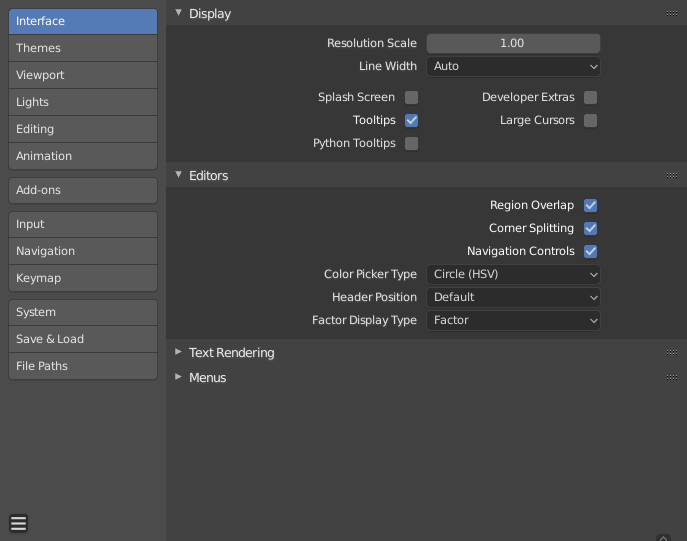 Interface
Themes
Viewport
Lights
Editing
Animation
Add-ons
Input
Navigation
Keymap
System
Save & Load
File Paths
Display
Resolution Scale 1.00
Line Width Auto
Splash Screen Developer Extras
Tooltips Large Cursors
Python Tooltips
Editors
Region Overlap
Corner Splitting
Navigation Controls
Color Picker Type Circle (HSV)
Header Position Default
Factor Display Type Factor
Text Rendering
Menus